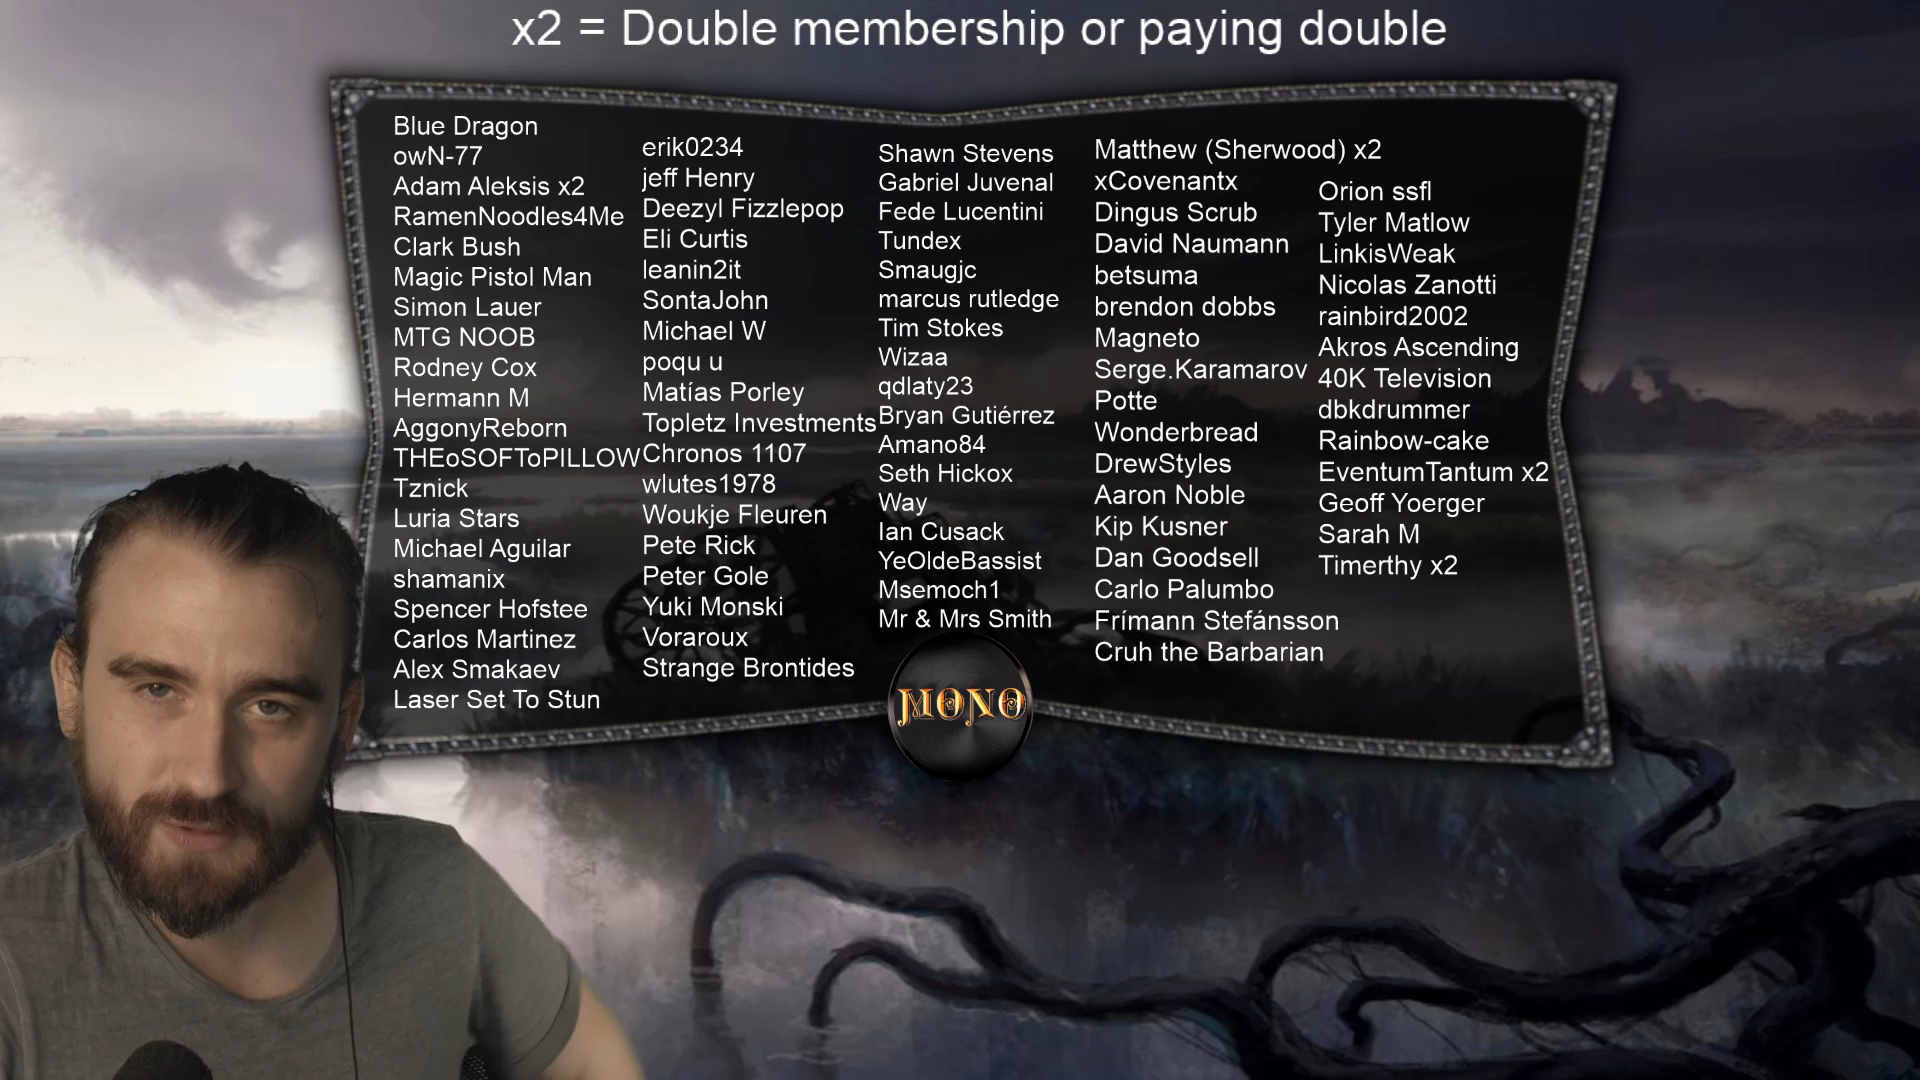 x2 = Double membership or paying double
Blue Dragon
owN-77
Adam Aleksis x2
RamenNoodles4Me
Clark Bush
Magic Pistol Man
Simon Lauer
MTG NOOB
Rodney Cox
Hermann M
AggonyReborn
THEoSOFToPILLOW
Tznick
Luria Stars
Michael Aguilar
shamanix
Spencer Hofstee
Carlos Martinez
Alex Smakaev
Laser Set To Stun
erik0234
jeff Henry
Deezyl Fizzlepop
Eli Curtis
leanin2it
SontaJohn
Michael W
poqu u
Matías Porley
Topletz Investments
Chronos 1107
wlutes1978
Woukje Fleuren
Pete Rick
Peter Gole
Yuki Monski
Voraroux
Strange Brontides
Shawn Stevens
Gabriel Juvenal
Fede Lucentini
Tundex
Smaugjc
marcus rutledge
Tim Stokes
Wizaa
qdlaty23
Bryan Gutiérrez
Amano84
Seth Hickox
Way
Ian Cusack
YeOldeBassist
Msemoch1
Mr & Mrs Smith
Matthew (Sherwood) x2
xCovenantx
Dingus Scrub
David Naumann
betsuma
brendon dobbs
Magneto
Serge.Karamarov
Potte
Wonderbread
DrewStyles
Aaron Noble
Kip Kusner
Dan Goodsell
Carlo Palumbo
Frímann Stefánsson
Cruh the Barbarian
Orion ssfl
Tyler Matlow
LinkisWeak
Nicolas Zanotti
rainbird2002
Akros Ascending
40K Television
dbkdrummer
Rainbow-cake
EventumTantum x2
Geoff Yoerger
Sarah M
Timerthy x2
MONO